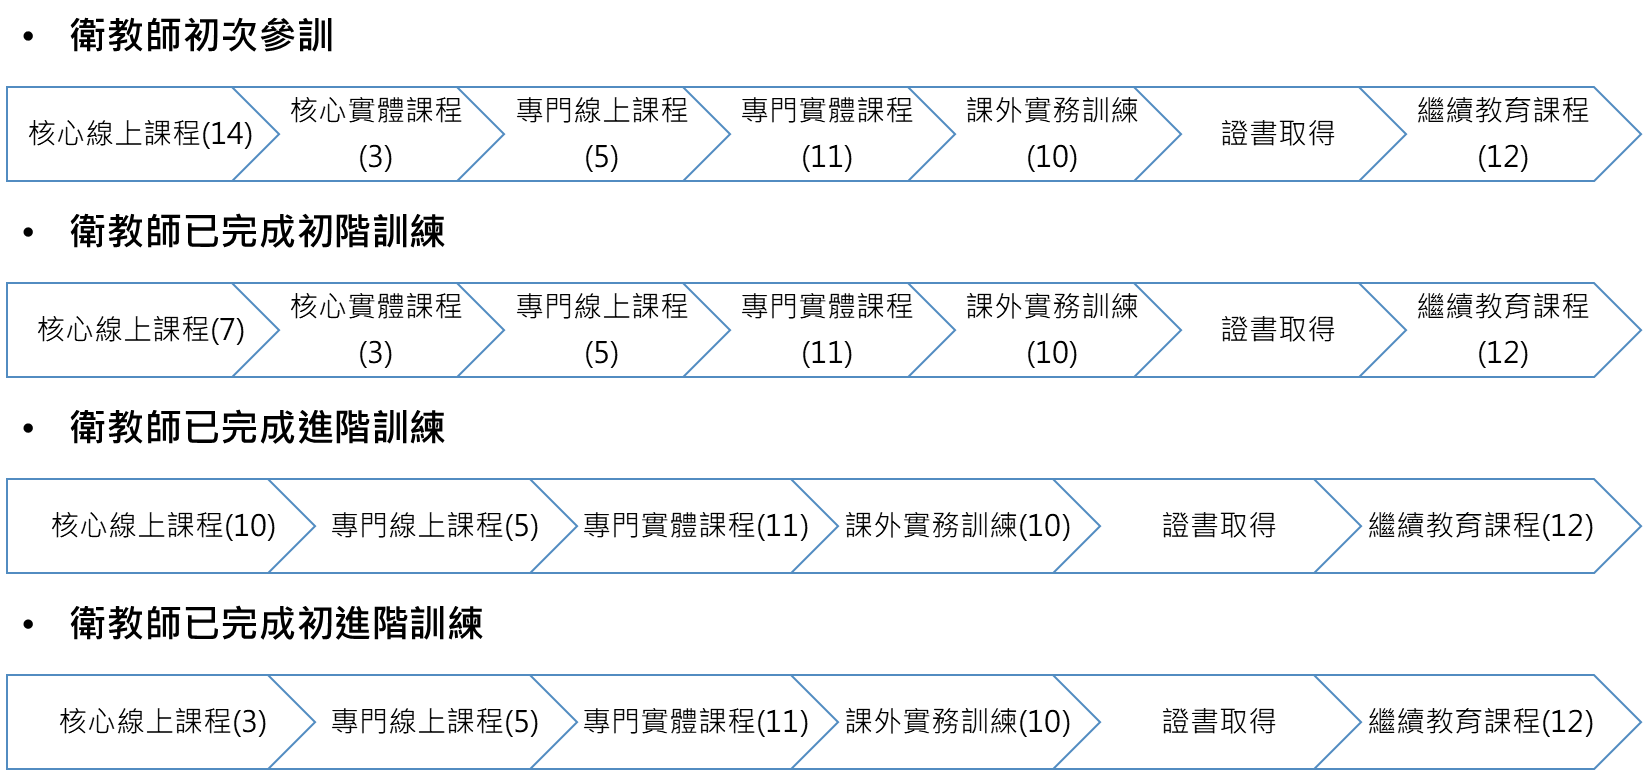 • 衛教師初次參訓
核心線上課程(14)
核心實體課程
(3)
專門線上課程
(5)
專門實體課程
(11)
課外實務訓練
(10)
證書取得
繼續教育課程
(12)
• 衛教師已完成初階訓練
核心線上課程(7)
核心實體課程
(3)
專門線上課程
(5)
專門實體課程
(11)
課外實務訓練
(10)
證書取得
繼續教育課程
(12)
• 衛教師已完成進階訓練
核心線上課程(10)
專門線上課程(5)
專門實體課程(11)
課外實務訓練(10)
證書取得
繼續教育課程(12)
• 衛教師已完成初進階訓練
核心線上課程(3)
專門線上課程(5)
專門實體課程(11)
課外實務訓練(10)
證書取得
繼續教育課程(12)